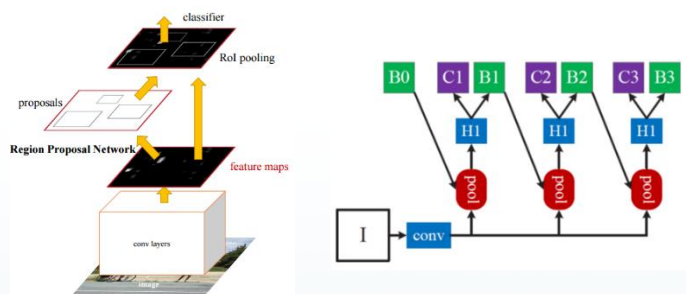 classifier
RoI pooling
proposals
Region Proposal Network
feature maps
conv layers
image
B0 C1 B1 C2 B2 C3 B3
H1 H1 H1
pool pool pool
I conv